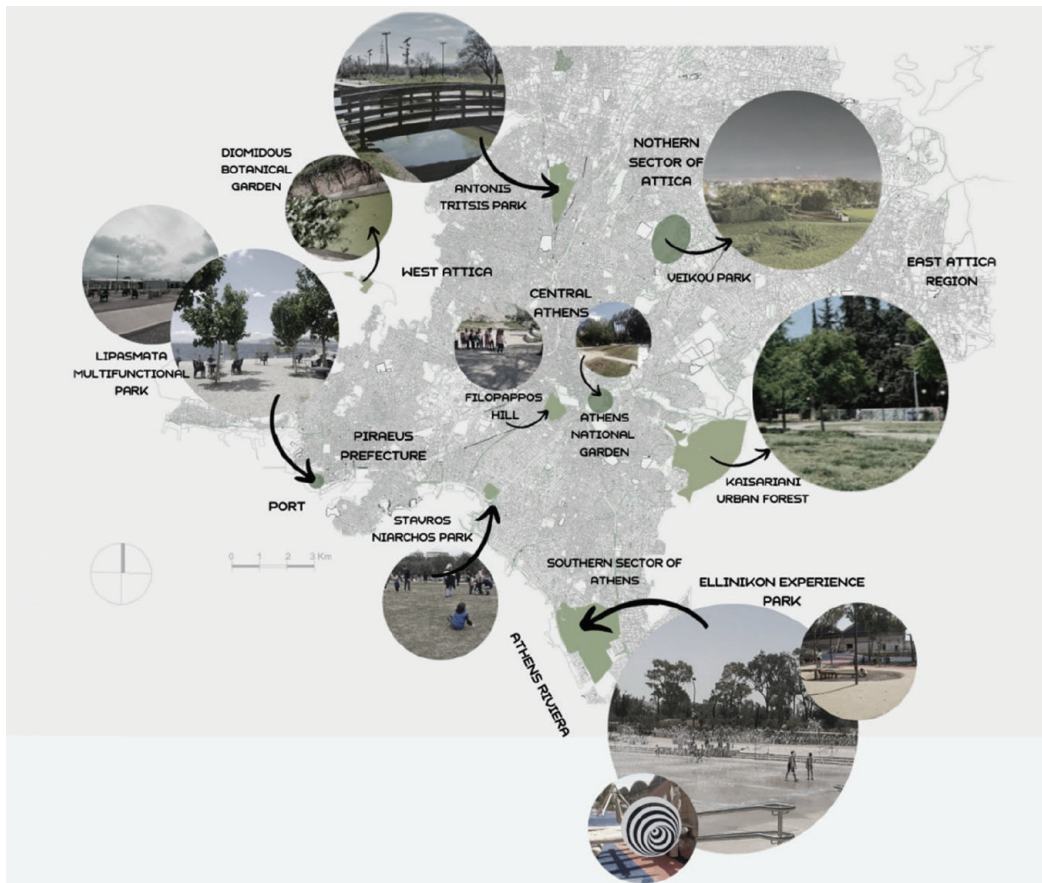 DIOMIDOUS
BOTANICAL
GARDEN
ANTONIS
TRITSIS PARK
NOTHERN
SECTOR OF
ATTICA
VEIKOU PARK
EAST ATTICA
REGION
WEST ATTICA
CENTRAL
ATHENS
LIPASMATA
MULTIFUNCTIONAL
PARK
FILOPAPPOS
HILL
ATHENS
NATIONAL
GARDEN
PIRAEUS
PREFECTURE
KAISARIANI
URBAN FOREST
PORT
STAVROS
NIARCHOS PARK
0 1 2 3 Km
SOUTHERN SECTOR OF
ATHENS
ELLINIKON EXPERIENCE
PARK
ATHENS RIVIERA